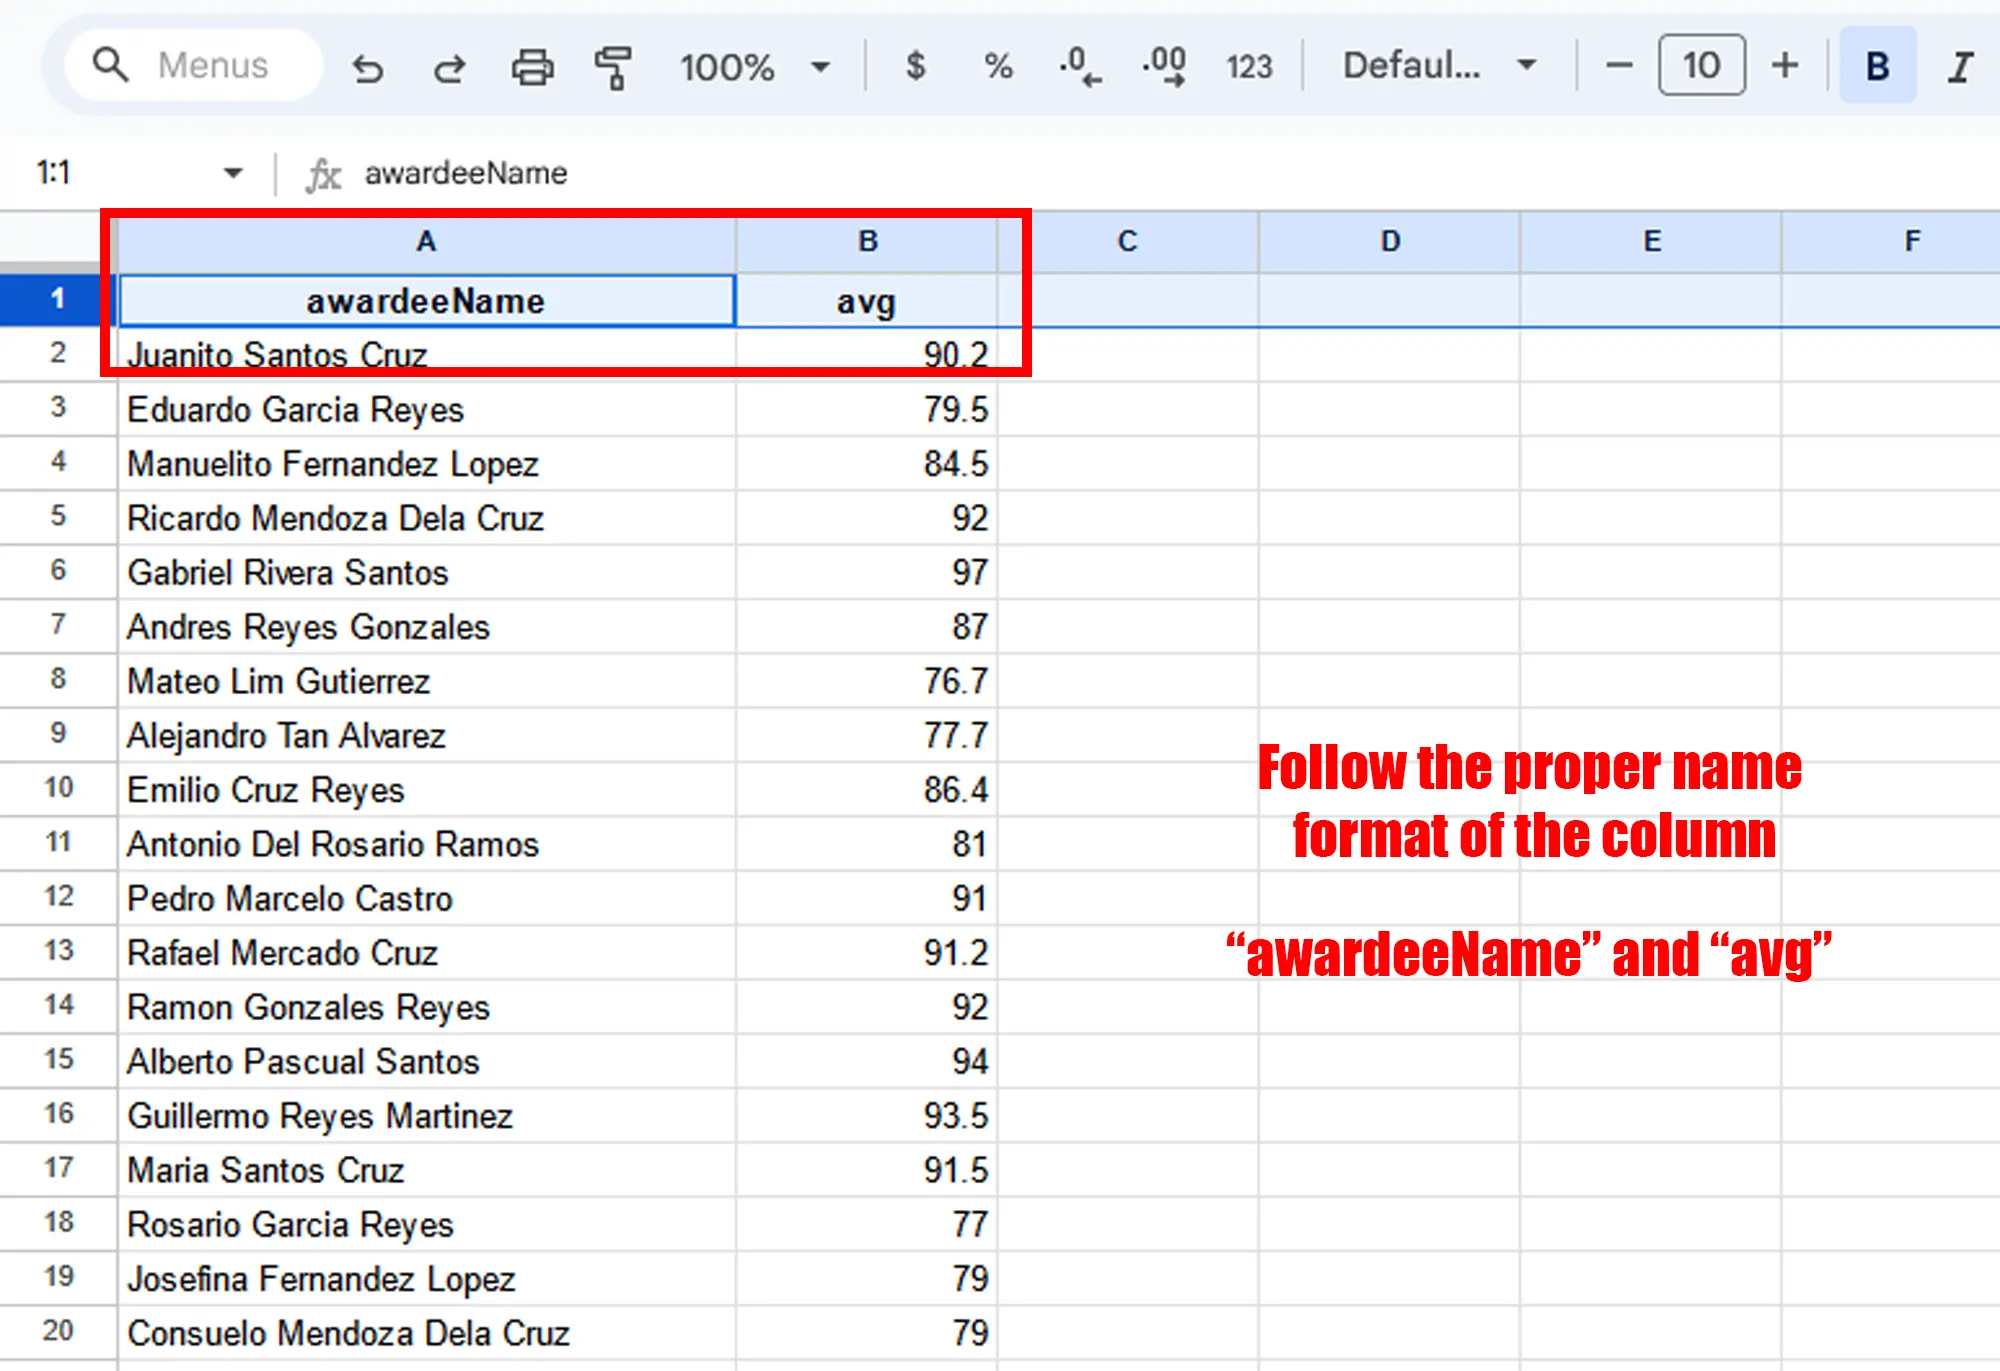 Menus 100% $ % .0 .00 123 Defaul... − 10 + B I
1:1 fx awardeeName
A B C D E F
1 awardeeName avg
2 Juanito Santos Cruz 90.2
3 Eduardo Garcia Reyes 79.5
4 Manuelito Fernandez Lopez 84.5
5 Ricardo Mendoza Dela Cruz 92
6 Gabriel Rivera Santos 97
7 Andres Reyes Gonzales 87
8 Mateo Lim Gutierrez 76.7
9 Alejandro Tan Alvarez 77.7
10 Emilio Cruz Reyes 86.4
11 Antonio Del Rosario Ramos 81
12 Pedro Marcelo Castro 91
13 Rafael Mercado Cruz 91.2
14 Ramon Gonzales Reyes 92
15 Alberto Pascual Santos 94
16 Guillermo Reyes Martinez 93.5
17 Maria Santos Cruz 91.5
18 Rosario Garcia Reyes 77
19 Josefina Fernandez Lopez 79
20 Consuelo Mendoza Dela Cruz 79
Follow the proper name
format of the column
“awardeeName” and “avg”